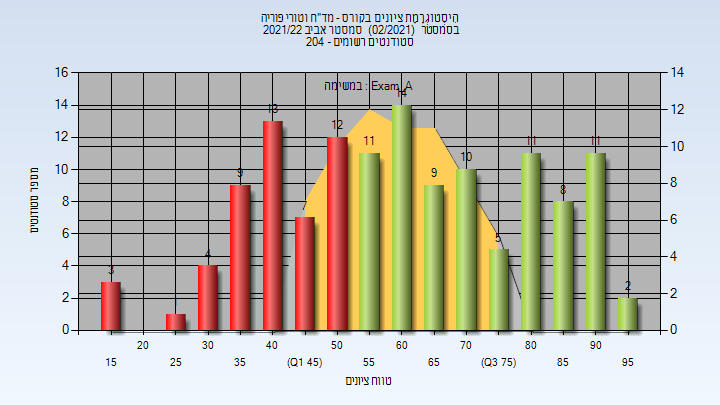 הִיסְטוֹגְרָמַת ציונים בקורס - מד"ח וטורי פוריה
בסמסטר (02/2021) סמסטר אביב 2021/22
סטודנטים רשומים - 204
במשימה : Exam A
מספר סטודנטים
16 14 12 10 8 6 4 2 0
14 12 10 8 6 4 2 0
3 1 4 9 13 7 12 11 14 9 10 5 11 8 11 2
20 30 40 50 60 70 80 90
15 25 35 (Q1 45) 55 65 (Q3 75) 85 95
טווח ציונים